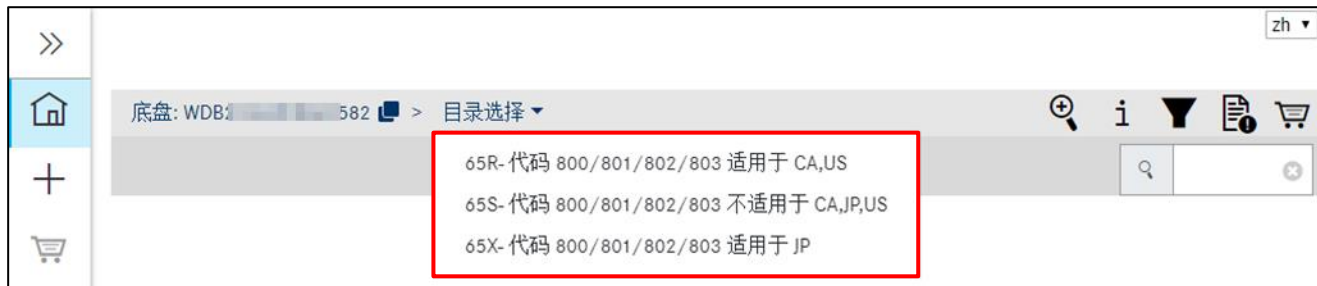 zh
底盘: WDB 582 > 目录选择
65R- 代码 800/801/802/803 适用于 CA,US
65S- 代码 800/801/802/803 不适用于 CA,JP,US
65X- 代码 800/801/802/803 适用于 JP